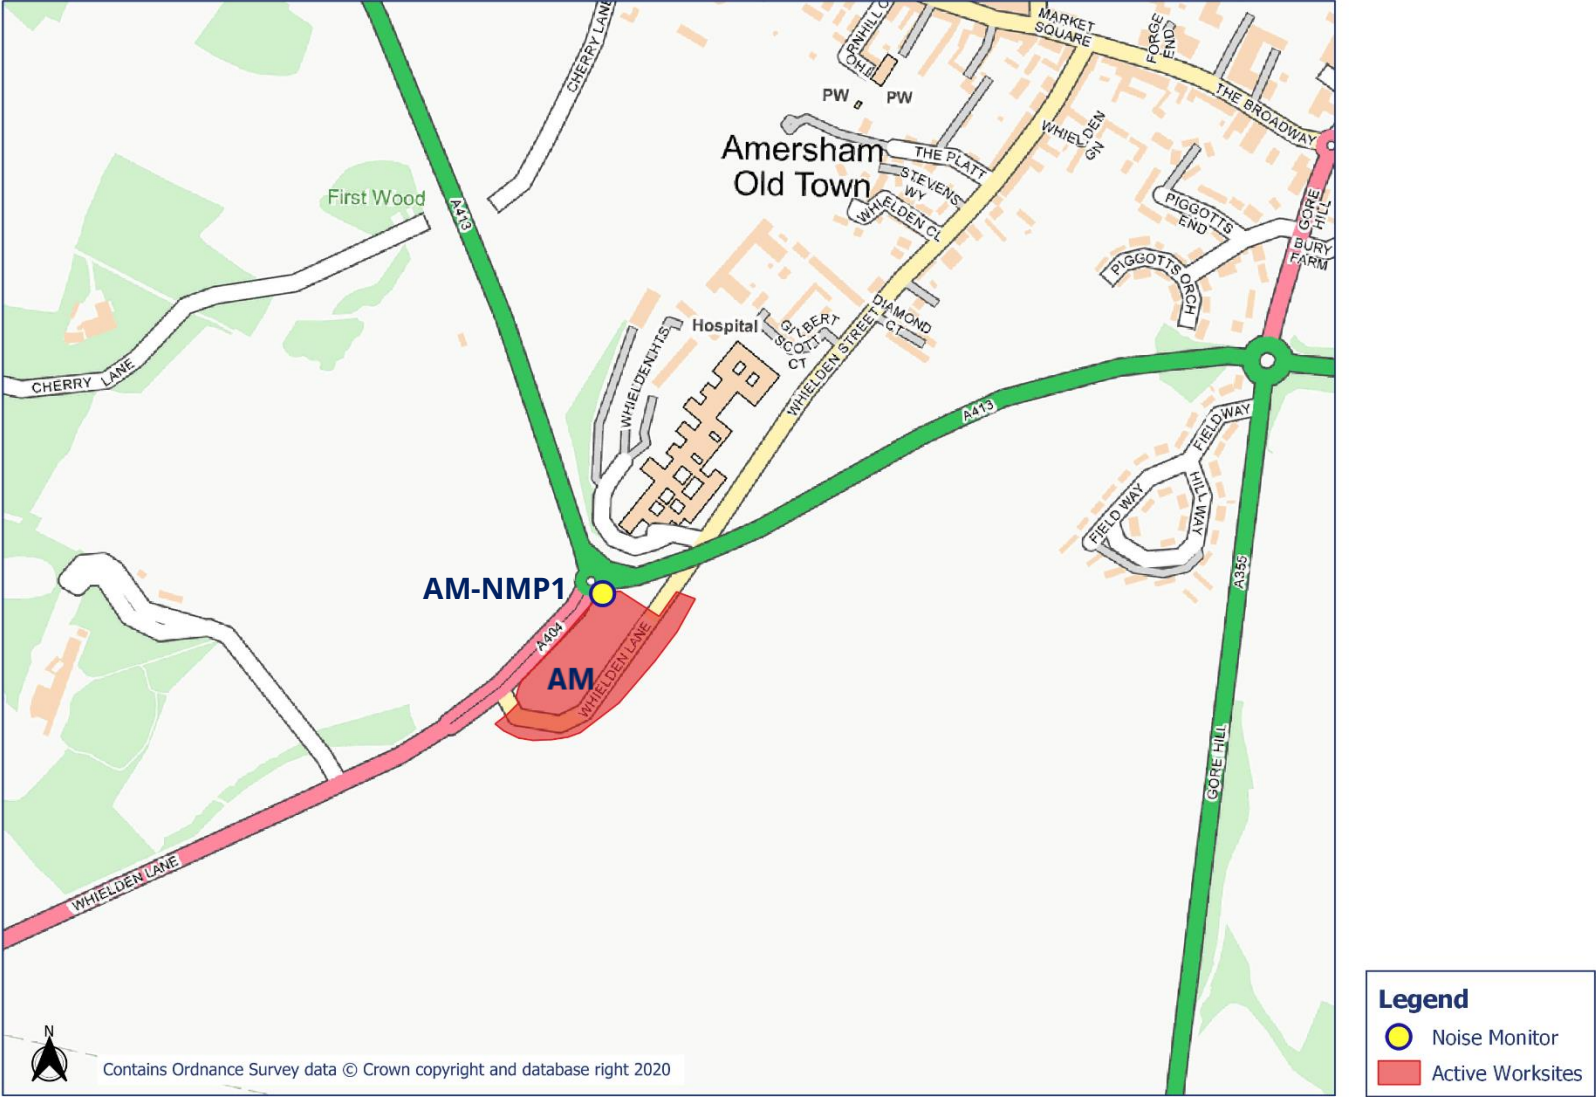 CHERRY LANE
MARKET
SQUARE
FORGE
END
THE BROADWAY
PW
PW
WHIELDEN
GN
Amersham
Old Town
THE PLATT
STEVENS
WY
WHIELDEN CL
First Wood
A413
PIGGOTTS
END
GORE
HILL
BURY
FARM
PIGGOTTS ORCH
Hospital
GILBERT
SCOTT
CT
DIAMOND
CT
WHIELDEN HTS
WHIELDEN STREET
CHERRY LANE
A413
FIELDWAY
FIELD WAY
HILL WAY
A355
AM-NMP1
A404
AM
WHIELDEN LANE
GORE HILL
WHIELDEN LANE
N
Contains Ordnance Survey data © Crown copyright and database right 2020
Legend
Noise Monitor
Active Worksites